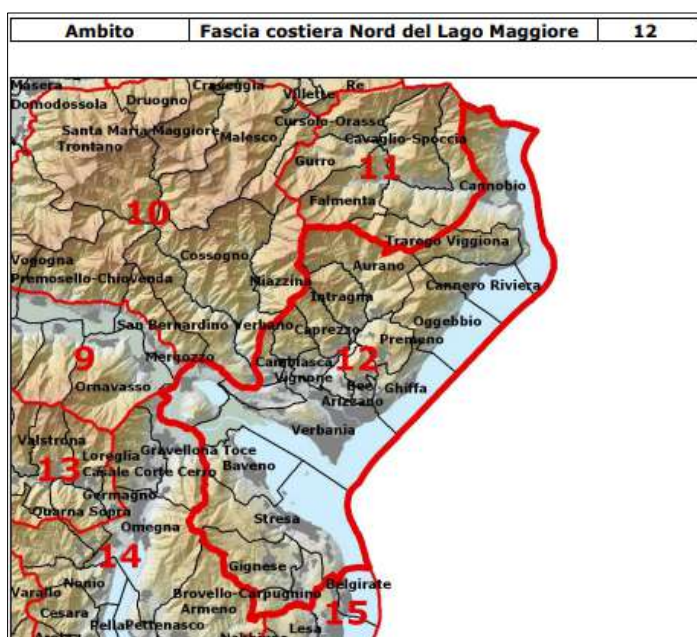 Ambito Fascia costiera Nord del Lago Maggiore 12
Masera Craveggia Re
Domodossola Druogno Villette
Santa Maria Maggiore Cursolo-Orasso
Trontano Malesco Cavaglio-Spoccia
Gurro 11
Falmenta Cannobio
10
Cossogno Trarego Viggiona
Vogogna Aurano
Premosello-Chiovenda Miazzina Cannero Riviera
Intragna
San Bernardino Verbano Caprezzo Oggebbio
Premeno
9 Mergozzo Cambiasca 12
Vignone Bee Ghiffa
Ornavasso Arizzano
Verbania
Valstrona Gravellona Toce
Loreglia Baveno
13 Casale Corte Cerro
Germagno
Quarna Sopra Stresa
Omegna
14 Gignese
Nonio Belgirate
Varallo Brovello-Carpugnino
Cesara Armeno 15
Pella Pettenasco Lesa